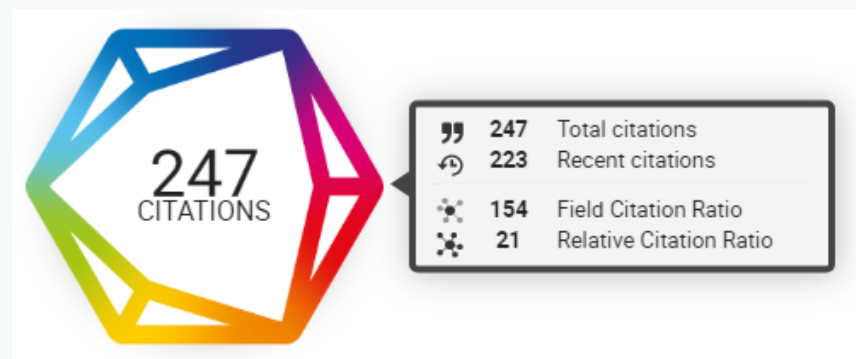 247
CITATIONS
247 Total citations
223 Recent citations
154 Field Citation Ratio
21 Relative Citation Ratio